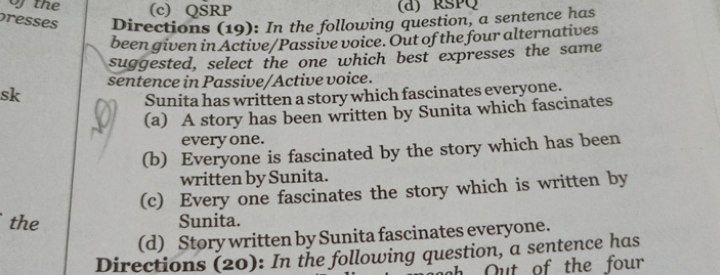 of the
presses
sk
the
(c) QSRP (d) RSPQ
Directions (19): In the following question, a sentence has
been given in Active/Passive voice. Out of the four alternatives
suggested, select the one which best expresses the same
sentence in Passive/Active voice.
Sunita has written a story which fascinates everyone.
(a) A story has been written by Sunita which fascinates
every one.
(b) Everyone is fascinated by the story which has been
written by Sunita.
(c) Every one fascinates the story which is written by
Sunita.
(d) Story written by Sunita fascinates everyone.
Directions (20): In the following question, a sentence has
Out of the four